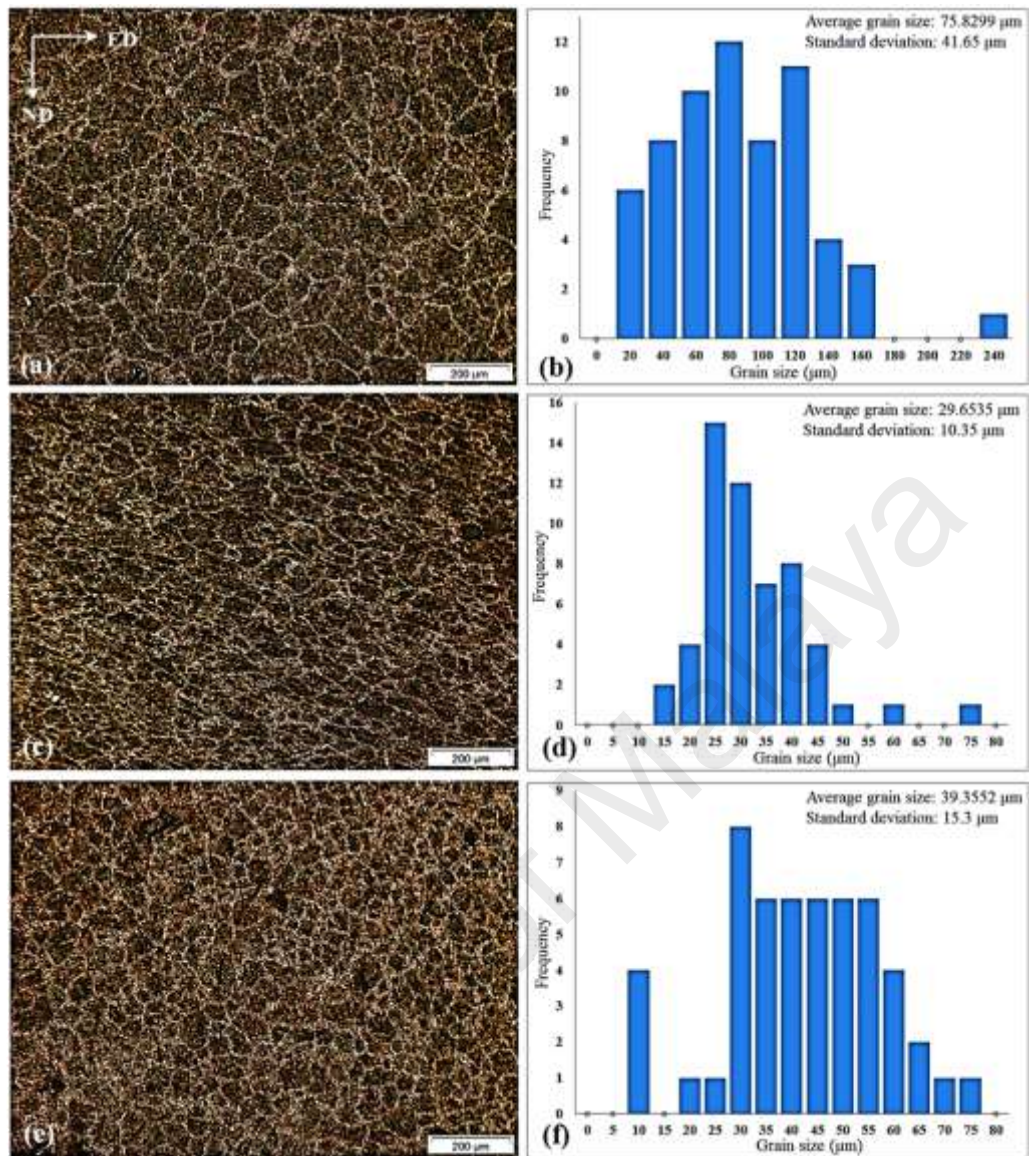 ED
ND
(a)
200 μm
Average grain size: 75.8299 μm
Standard deviation: 41.65 μm
Frequency
12
10
8
6
4
2
0
0 20 40 60 80 100 120 140 160 180 200 220 240
Grain size (μm)
(b)
(c)
200 μm
Average grain size: 29.6535 μm
Standard deviation: 10.35 μm
Frequency
16
14
12
10
8
6
4
2
0
0 5 10 15 20 25 30 35 40 45 50 55 60 75 80
Grain size (μm)
(d)
(e)
200 μm
Average grain size: 39.3552 μm
Standard deviation: 15.3 μm
Frequency
9
8
7
6
5
4
3
2
1
0
0 5 10 15 20 25 30 35 40 45 50 55 60 65 70 75 80
Grain size (μm)
(f)
Malaya